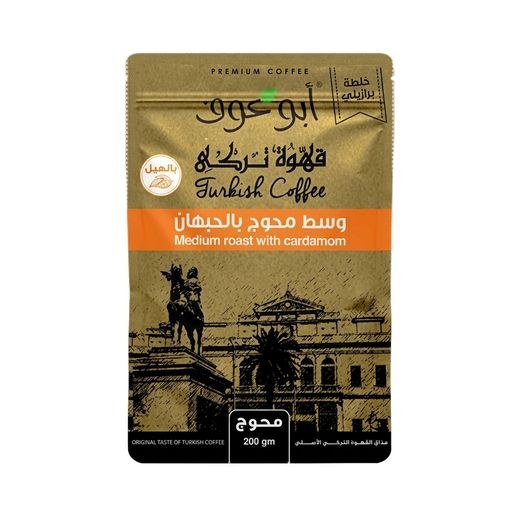 PREMIUM COFFEE
خلطة
برازيلي
أبو عوف®
قهوة تركي
Turkish Coffee
بالهيل
وسط محوج بالحبهان
Medium roast with cardamom
محوج
200 gm
ORIGINAL TASTE OF TURKISH COFFEE
مذاق القهوة التركي الأصلي